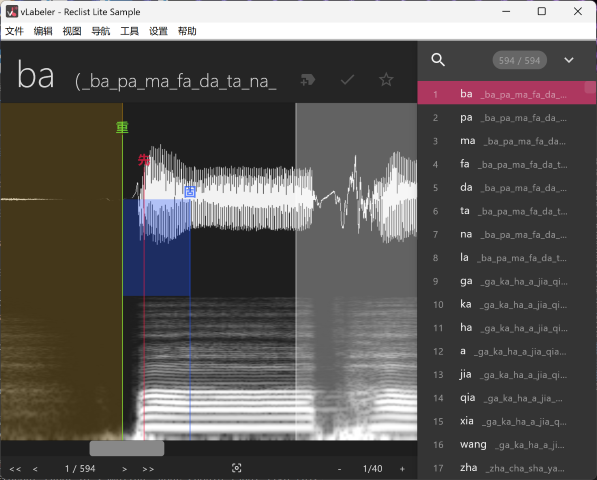 vLabeler - Reclist Lite Sample
文件 编辑 视图 导航 工具 设置 帮助
ba (_ba_pa_ma_fa_da_ta_na_
594 / 594
重
先
固
1 ba _ba_pa_ma_fa_da_...
2 pa _ba_pa_ma_fa_da_...
3 ma _ba_pa_ma_fa_da...
4 fa _ba_pa_ma_fa_da_t...
5 da _ba_pa_ma_fa_da_...
6 ta _ba_pa_ma_fa_da_t...
7 na _ba_pa_ma_fa_da_...
8 la _ba_pa_ma_fa_da_t...
9 ga _ga_ka_ha_a_jia_qi...
10 ka _ga_ka_ha_a_jia_qi...
11 ha _ga_ka_ha_a_jia_qi...
12 a _ga_ka_ha_a_jia_qia...
13 jia _ga_ka_ha_a_jia_qi...
14 qia _ga_ka_ha_a_jia_...
15 xia _ga_ka_ha_a_jia_q...
16 wang _ga_ka_ha_a_ji...
17 zha _zha_cha_sha_ya...
<< < 1 / 594 > >> - 1/40 +